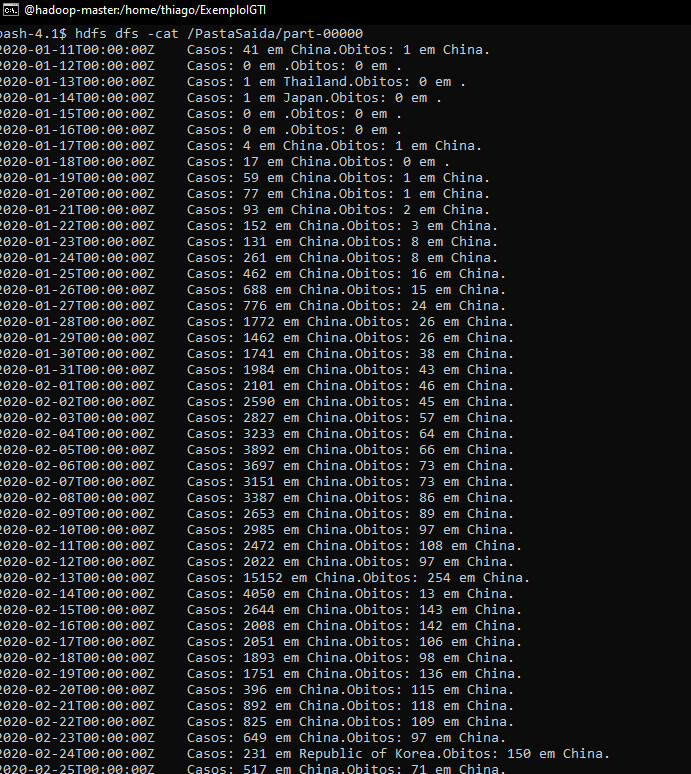 @hadoop-master:/home/thiago/ExemploIGTI
bash-4.1$ hdfs dfs -cat /PastaSaida/part-00000
2020-01-11T00:00:00Z    Casos: 41 em China.Obitos: 1 em China.
2020-01-12T00:00:00Z    Casos: 0 em .Obitos: 0 em .
2020-01-13T00:00:00Z    Casos: 1 em Thailand.Obitos: 0 em .
2020-01-14T00:00:00Z    Casos: 1 em Japan.Obitos: 0 em .
2020-01-15T00:00:00Z    Casos: 0 em .Obitos: 0 em .
2020-01-16T00:00:00Z    Casos: 0 em .Obitos: 0 em .
2020-01-17T00:00:00Z    Casos: 4 em China.Obitos: 1 em China.
2020-01-18T00:00:00Z    Casos: 17 em China.Obitos: 0 em .
2020-01-19T00:00:00Z    Casos: 59 em China.Obitos: 1 em China.
2020-01-20T00:00:00Z    Casos: 77 em China.Obitos: 1 em China.
2020-01-21T00:00:00Z    Casos: 93 em China.Obitos: 2 em China.
2020-01-22T00:00:00Z    Casos: 152 em China.Obitos: 3 em China.
2020-01-23T00:00:00Z    Casos: 131 em China.Obitos: 8 em China.
2020-01-24T00:00:00Z    Casos: 261 em China.Obitos: 8 em China.
2020-01-25T00:00:00Z    Casos: 462 em China.Obitos: 16 em China.
2020-01-26T00:00:00Z    Casos: 688 em China.Obitos: 15 em China.
2020-01-27T00:00:00Z    Casos: 776 em China.Obitos: 24 em China.
2020-01-28T00:00:00Z    Casos: 1772 em China.Obitos: 26 em China.
2020-01-29T00:00:00Z    Casos: 1462 em China.Obitos: 26 em China.
2020-01-30T00:00:00Z    Casos: 1741 em China.Obitos: 38 em China.
2020-01-31T00:00:00Z    Casos: 1984 em China.Obitos: 43 em China.
2020-02-01T00:00:00Z    Casos: 2101 em China.Obitos: 46 em China.
2020-02-02T00:00:00Z    Casos: 2590 em China.Obitos: 45 em China.
2020-02-03T00:00:00Z    Casos: 2827 em China.Obitos: 57 em China.
2020-02-04T00:00:00Z    Casos: 3233 em China.Obitos: 64 em China.
2020-02-05T00:00:00Z    Casos: 3892 em China.Obitos: 66 em China.
2020-02-06T00:00:00Z    Casos: 3697 em China.Obitos: 73 em China.
2020-02-07T00:00:00Z    Casos: 3151 em China.Obitos: 73 em China.
2020-02-08T00:00:00Z    Casos: 3387 em China.Obitos: 86 em China.
2020-02-09T00:00:00Z    Casos: 2653 em China.Obitos: 89 em China.
2020-02-10T00:00:00Z    Casos: 2985 em China.Obitos: 97 em China.
2020-02-11T00:00:00Z    Casos: 2472 em China.Obitos: 108 em China.
2020-02-12T00:00:00Z    Casos: 2022 em China.Obitos: 97 em China.
2020-02-13T00:00:00Z    Casos: 15152 em China.Obitos: 254 em China.
2020-02-14T00:00:00Z    Casos: 4050 em China.Obitos: 13 em China.
2020-02-15T00:00:00Z    Casos: 2644 em China.Obitos: 143 em China.
2020-02-16T00:00:00Z    Casos: 2008 em China.Obitos: 142 em China.
2020-02-17T00:00:00Z    Casos: 2051 em China.Obitos: 106 em China.
2020-02-18T00:00:00Z    Casos: 1893 em China.Obitos: 98 em China.
2020-02-19T00:00:00Z    Casos: 1751 em China.Obitos: 136 em China.
2020-02-20T00:00:00Z    Casos: 396 em China.Obitos: 115 em China.
2020-02-21T00:00:00Z    Casos: 892 em China.Obitos: 118 em China.
2020-02-22T00:00:00Z    Casos: 825 em China.Obitos: 109 em China.
2020-02-23T00:00:00Z    Casos: 649 em China.Obitos: 97 em China.
2020-02-24T00:00:00Z    Casos: 231 em Republic of Korea.Obitos: 150 em China.
2020-02-25T00:00:00Z    Casos: 517 em China.Obitos: 71 em China.